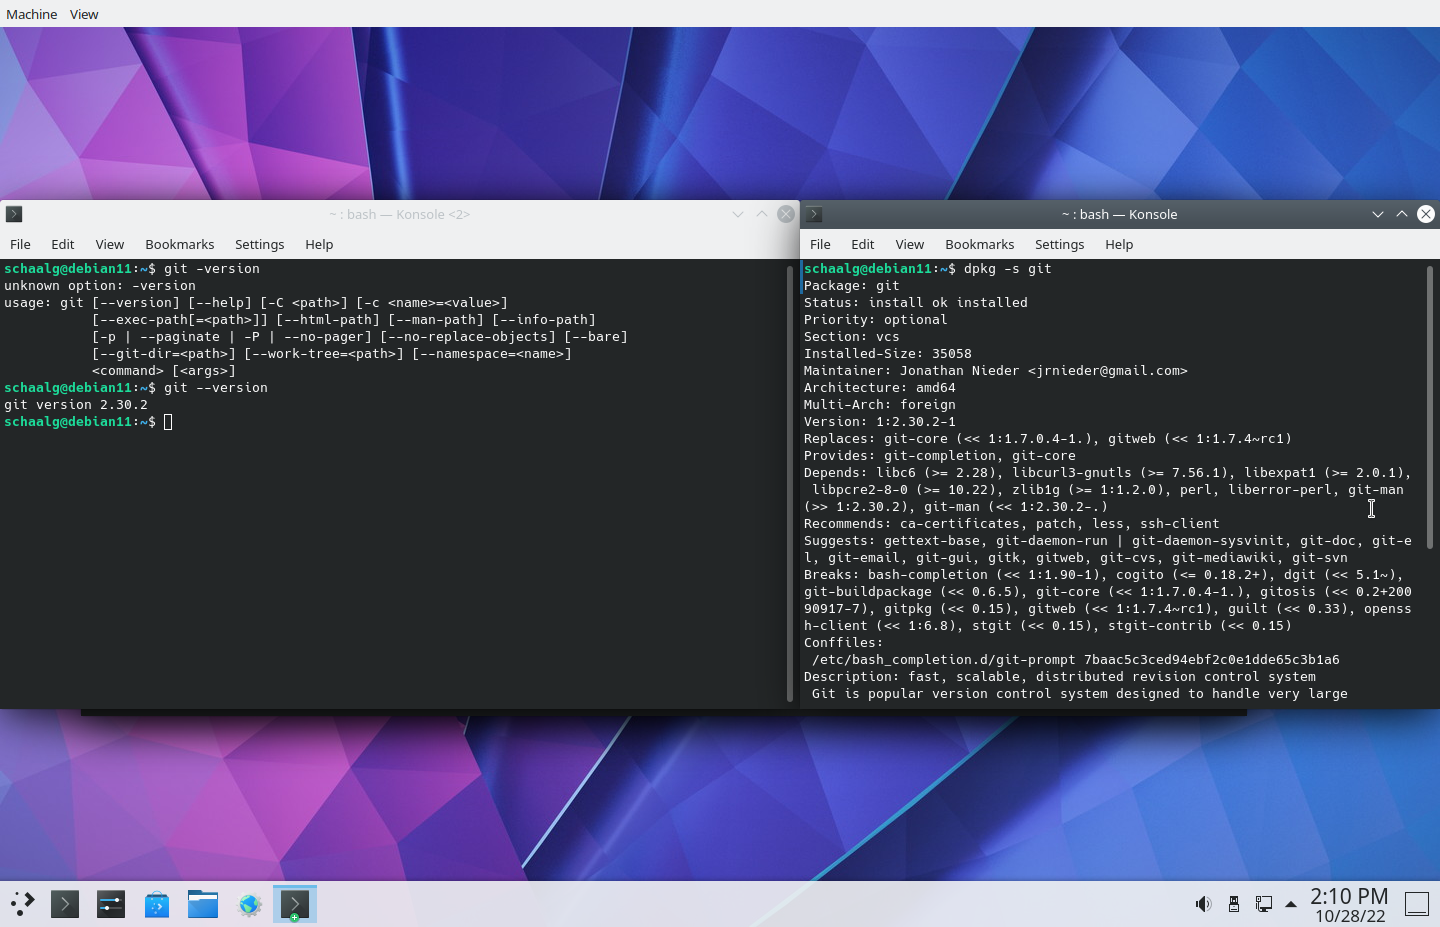 Machine View
~ : bash — Konsole <2>
File Edit View Bookmarks Settings Help
schaalg@debian11:~$ git -version
unknown option: -version
usage: git [--version] [--help] [-C <path>] [-c <name>=<value>]
           [--exec-path[=<path>]] [--html-path] [--man-path] [--info-path]
           [-p | --paginate | -P | --no-pager] [--no-replace-objects] [--bare]
           [--git-dir=<path>] [--work-tree=<path>] [--namespace=<name>]
           <command> [<args>]
schaalg@debian11:~$ git --version
git version 2.30.2
schaalg@debian11:~$
~ : bash — Konsole
File Edit View Bookmarks Settings Help
schaalg@debian11:~$ dpkg -s git
Package: git
Status: install ok installed
Priority: optional
Section: vcs
Installed-Size: 35058
Maintainer: Jonathan Nieder <jrnieder@gmail.com>
Architecture: amd64
Multi-Arch: foreign
Version: 1:2.30.2-1
Replaces: git-core (<< 1:1.7.0.4-1.), gitweb (<< 1:1.7.4~rc1)
Provides: git-completion, git-core
Depends: libc6 (>= 2.28), libcurl3-gnutls (>= 7.56.1), libexpat1 (>= 2.0.1),
 libpcre2-8-0 (>= 10.22), zlib1g (>= 1:1.2.0), perl, liberror-perl, git-man
(>> 1:2.30.2), git-man (<< 1:2.30.2-.)
Recommends: ca-certificates, patch, less, ssh-client
Suggests: gettext-base, git-daemon-run | git-daemon-sysvinit, git-doc, git-e
l, git-email, git-gui, gitk, gitweb, git-cvs, git-mediawiki, git-svn
Breaks: bash-completion (<< 1:1.90-1), cogito (<= 0.18.2+), dgit (<< 5.1~),
git-buildpackage (<< 0.6.5), git-core (<< 1:1.7.0.4-1.), gitosis (<< 0.2+200
90917-7), gitpkg (<< 0.15), gitweb (<< 1:1.7.4~rc1), guilt (<< 0.33), openss
h-client (<< 1:6.8), stgit (<< 0.15), stgit-contrib (<< 0.15)
Conffiles:
 /etc/bash_completion.d/git-prompt 7baac5c3ced94ebf2c0e1dde65c3b1a6
Description: fast, scalable, distributed revision control system
 Git is popular version control system designed to handle very large
2:10 PM
10/28/22